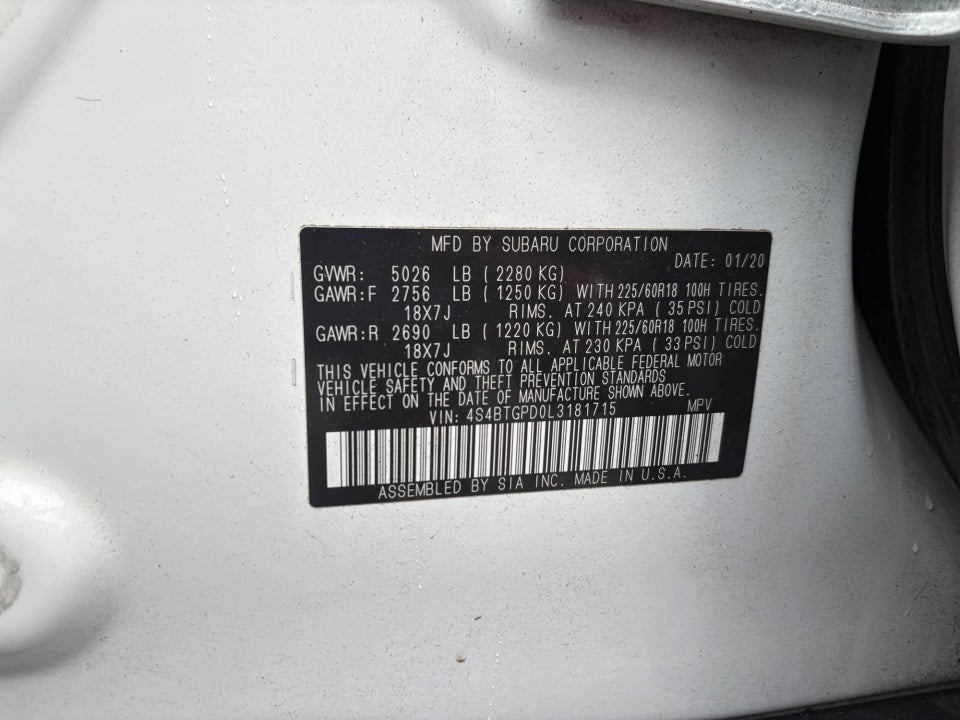 MFD BY SUBARU CORPORATION
DATE: 01/20
GVWR: 5026 LB (2280 KG)
GAWR:F 2756 LB (1250 KG) WITH 225/60R18 100H TIRES.
18X7J RIMS. AT 240 KPA (35 PSI) COLD
GAWR:R 2690 LB (1220 KG) WITH 225/60R18 100H TIRES.
18X7J RIMS. AT 230 KPA (33 PSI) COLD
THIS VEHICLE CONFORMS TO ALL APPLICABLE FEDERAL MOTOR
VEHICLE SAFETY AND THEFT PREVENTION STANDARDS
IN EFFECT ON THE DATE OF MANUFACTURE SHOWN ABOVE.
VIN: 4S4BTGPD0L3181715 MPV
ASSEMBLED BY SIA INC. MADE IN U.S.A.